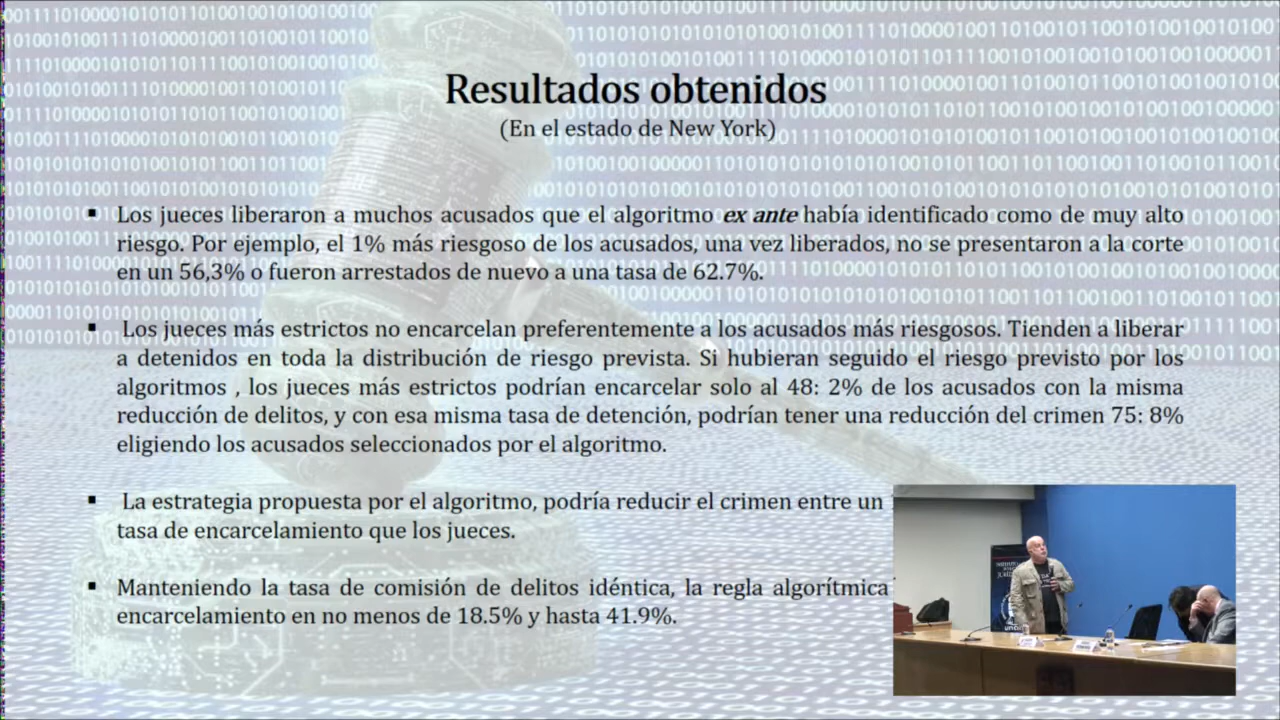 Resultados obtenidos
(En el estado de New York)
▪ Los jueces liberaron a muchos acusados que el algoritmo ex ante había identificado como de muy alto
riesgo. Por ejemplo, el 1% más riesgoso de los acusados, una vez liberados, no se presentaron a la corte
en un 56,3% o fueron arrestados de nuevo a una tasa de 62.7%.
▪ Los jueces más estrictos no encarcelan preferentemente a los acusados más riesgosos. Tienden a liberar
a detenidos en toda la distribución de riesgo prevista. Si hubieran seguido el riesgo previsto por los
algoritmos , los jueces más estrictos podrían encarcelar solo al 48: 2% de los acusados con la misma
reducción de delitos, y con esa misma tasa de detención, podrían tener una reducción del crimen 75: 8%
eligiendo los acusados seleccionados por el algoritmo.
▪ La estrategia propuesta por el algoritmo, podría reducir el crimen entre un
tasa de encarcelamiento que los jueces.
▪ Manteniendo la tasa de comisión de delitos idéntica, la regla algorítmica
encarcelamiento en no menos de 18.5% y hasta 41.9%.